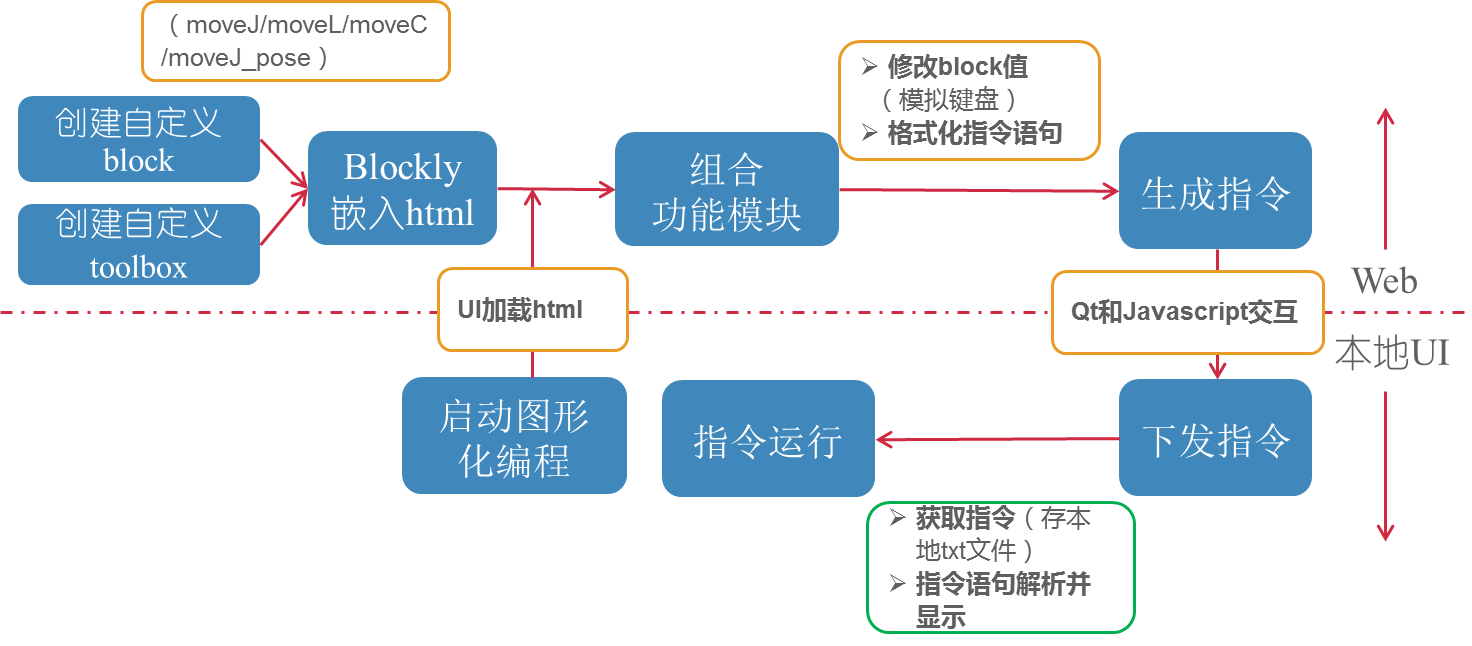 （moveJ/moveL/moveC
/moveJ_pose）
创建自定义
block
创建自定义
toolbox
Blockly
嵌入html
组合
功能模块
➢ 修改block值
（模拟键盘）
➢ 格式化指令语句
生成指令
Web
UI加载html
Qt和Javascript交互
本地UI
启动图形
化编程
指令运行
下发指令
➢ 获取指令（存本
地txt文件）
➢ 指令语句解析并
显示